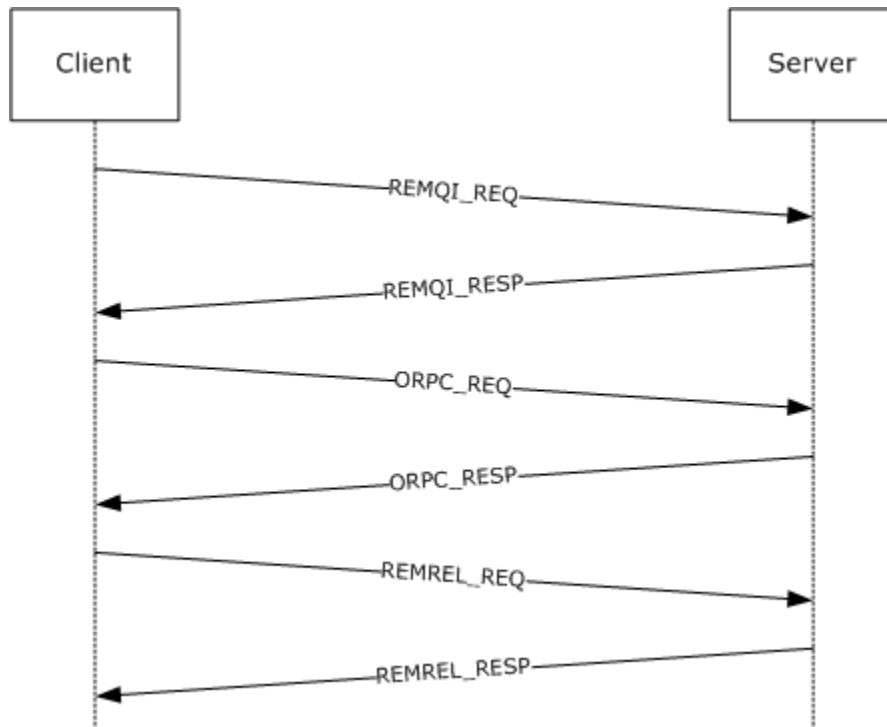 Client
Server
REMQI_REQ
REMQI_RESP
ORPC_REQ
ORPC_RESP
REMREL_REQ
REMREL_RESP